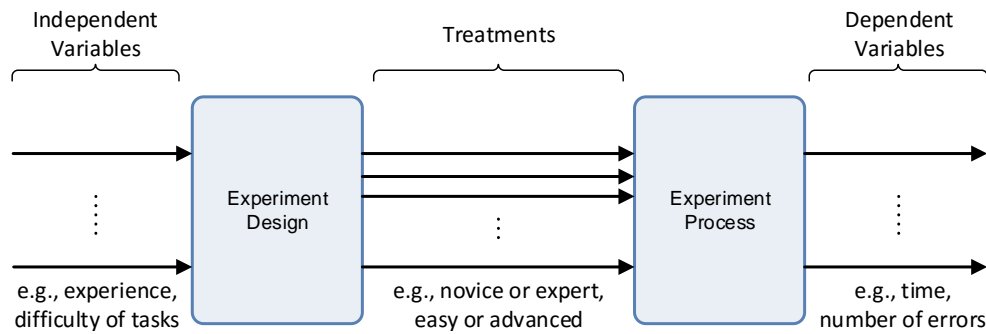 Independent
Variables
Treatments
Dependent
Variables
Experiment
Design
Experiment
Process
e.g., experience,
difficulty of tasks
e.g., novice or expert,
easy or advanced
e.g., time,
number of errors